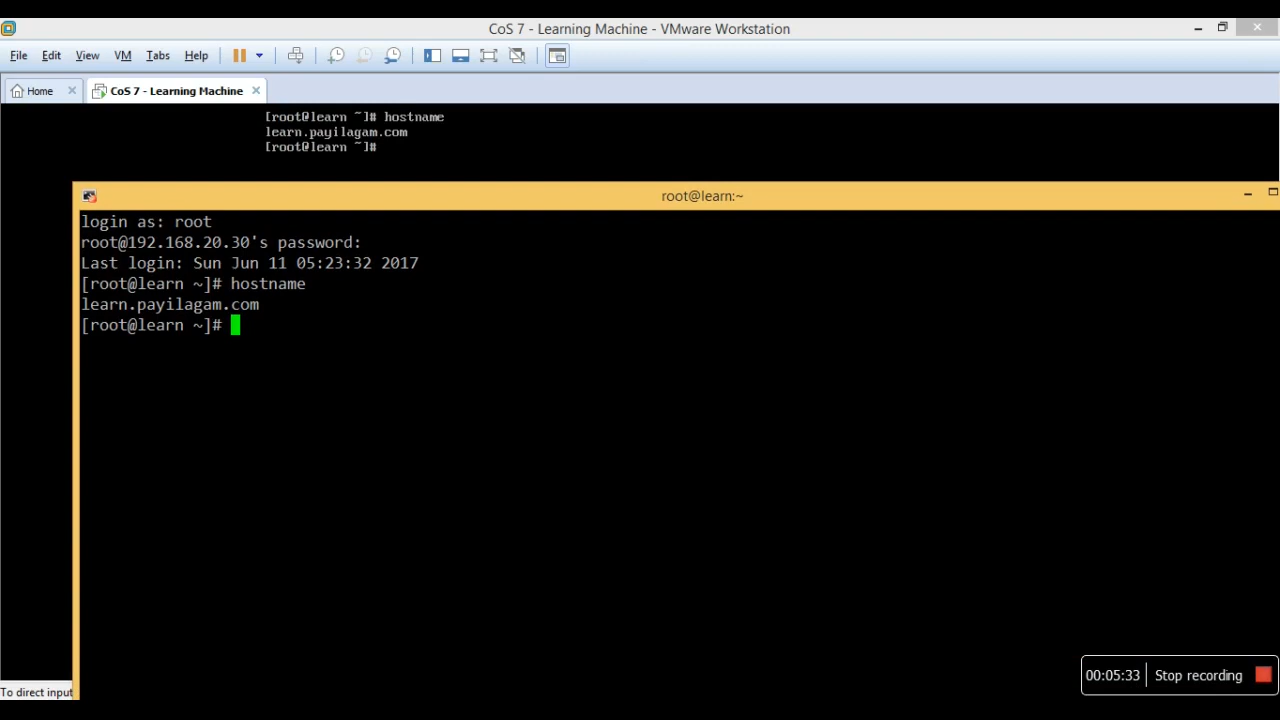 CoS 7 - Learning Machine - VMware Workstation
File Edit View VM Tabs Help
Home CoS 7 - Learning Machine
[root@learn ~]# hostname
learn.payilagam.com
[root@learn ~]#
root@learn:~
login as: root
root@192.168.20.30's password:
Last login: Sun Jun 11 05:23:32 2017
[root@learn ~]# hostname
learn.payilagam.com
[root@learn ~]#
00:05:33 Stop recording
To direct input